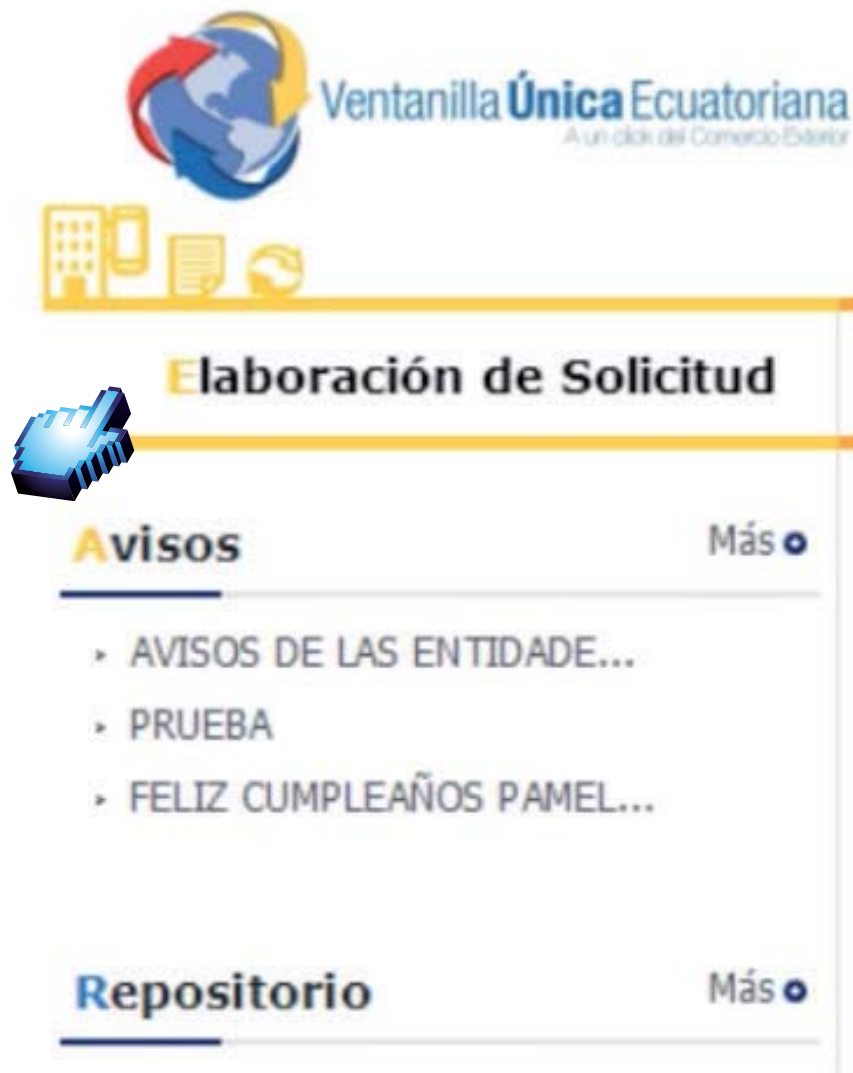 Ventanilla Única Ecuatoriana
A un click del Comercio Exterior
Elaboración de Solicitud
Avisos
Más
AVISOS DE LAS ENTIDADE...
PRUEBA
FELIZ CUMPLEAÑOS PAMEL...
Repositorio
Más